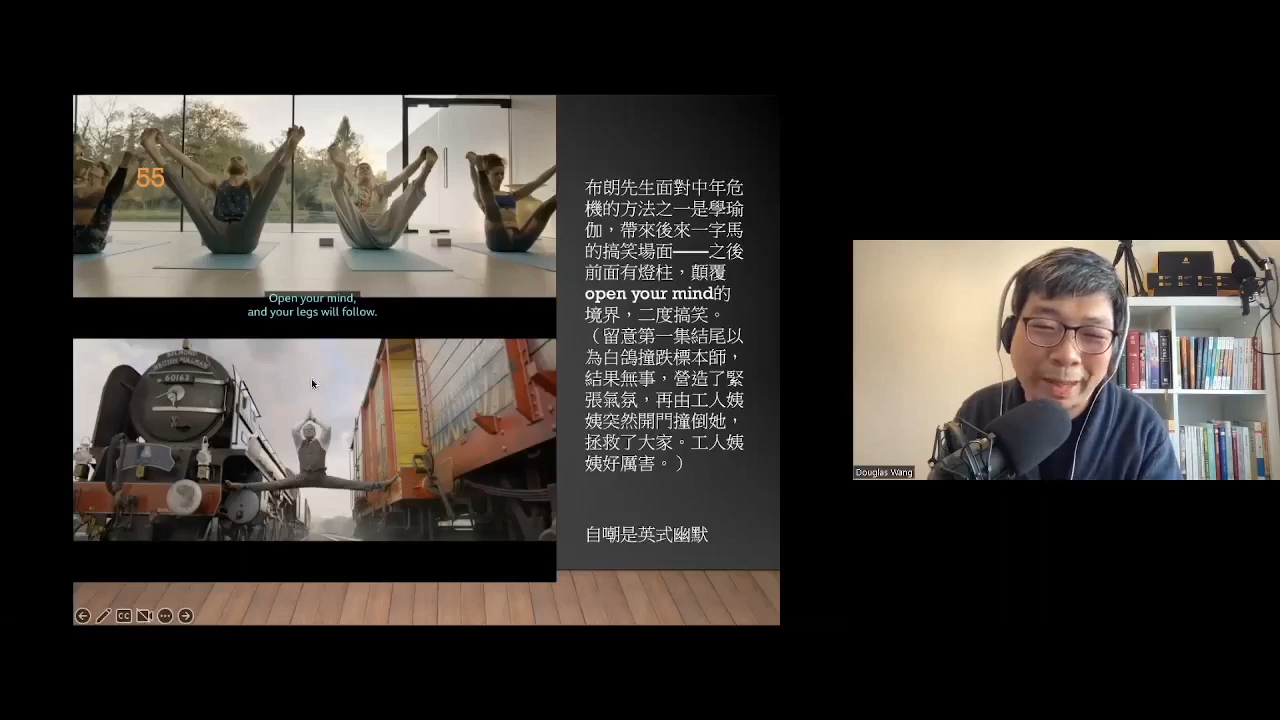 55
Open your mind,
and your legs will follow.
BELMOND
BRITISH PULLMAN
60163
布朗先生面對中年危
機的方法之一是學瑜
伽，帶來後來一字馬
的搞笑場面——之後
前面有燈柱，顛覆
open your mind的
境界，二度搞笑。
（留意第一集結尾以
為白鴿撞跌標本師，
結果無事，營造了緊
張氣氛，再由工人姨
姨突然開門撞倒她，
拯救了大家。工人姨
姨好厲害。）
自嘲是英式幽默
CC
Douglas Wang